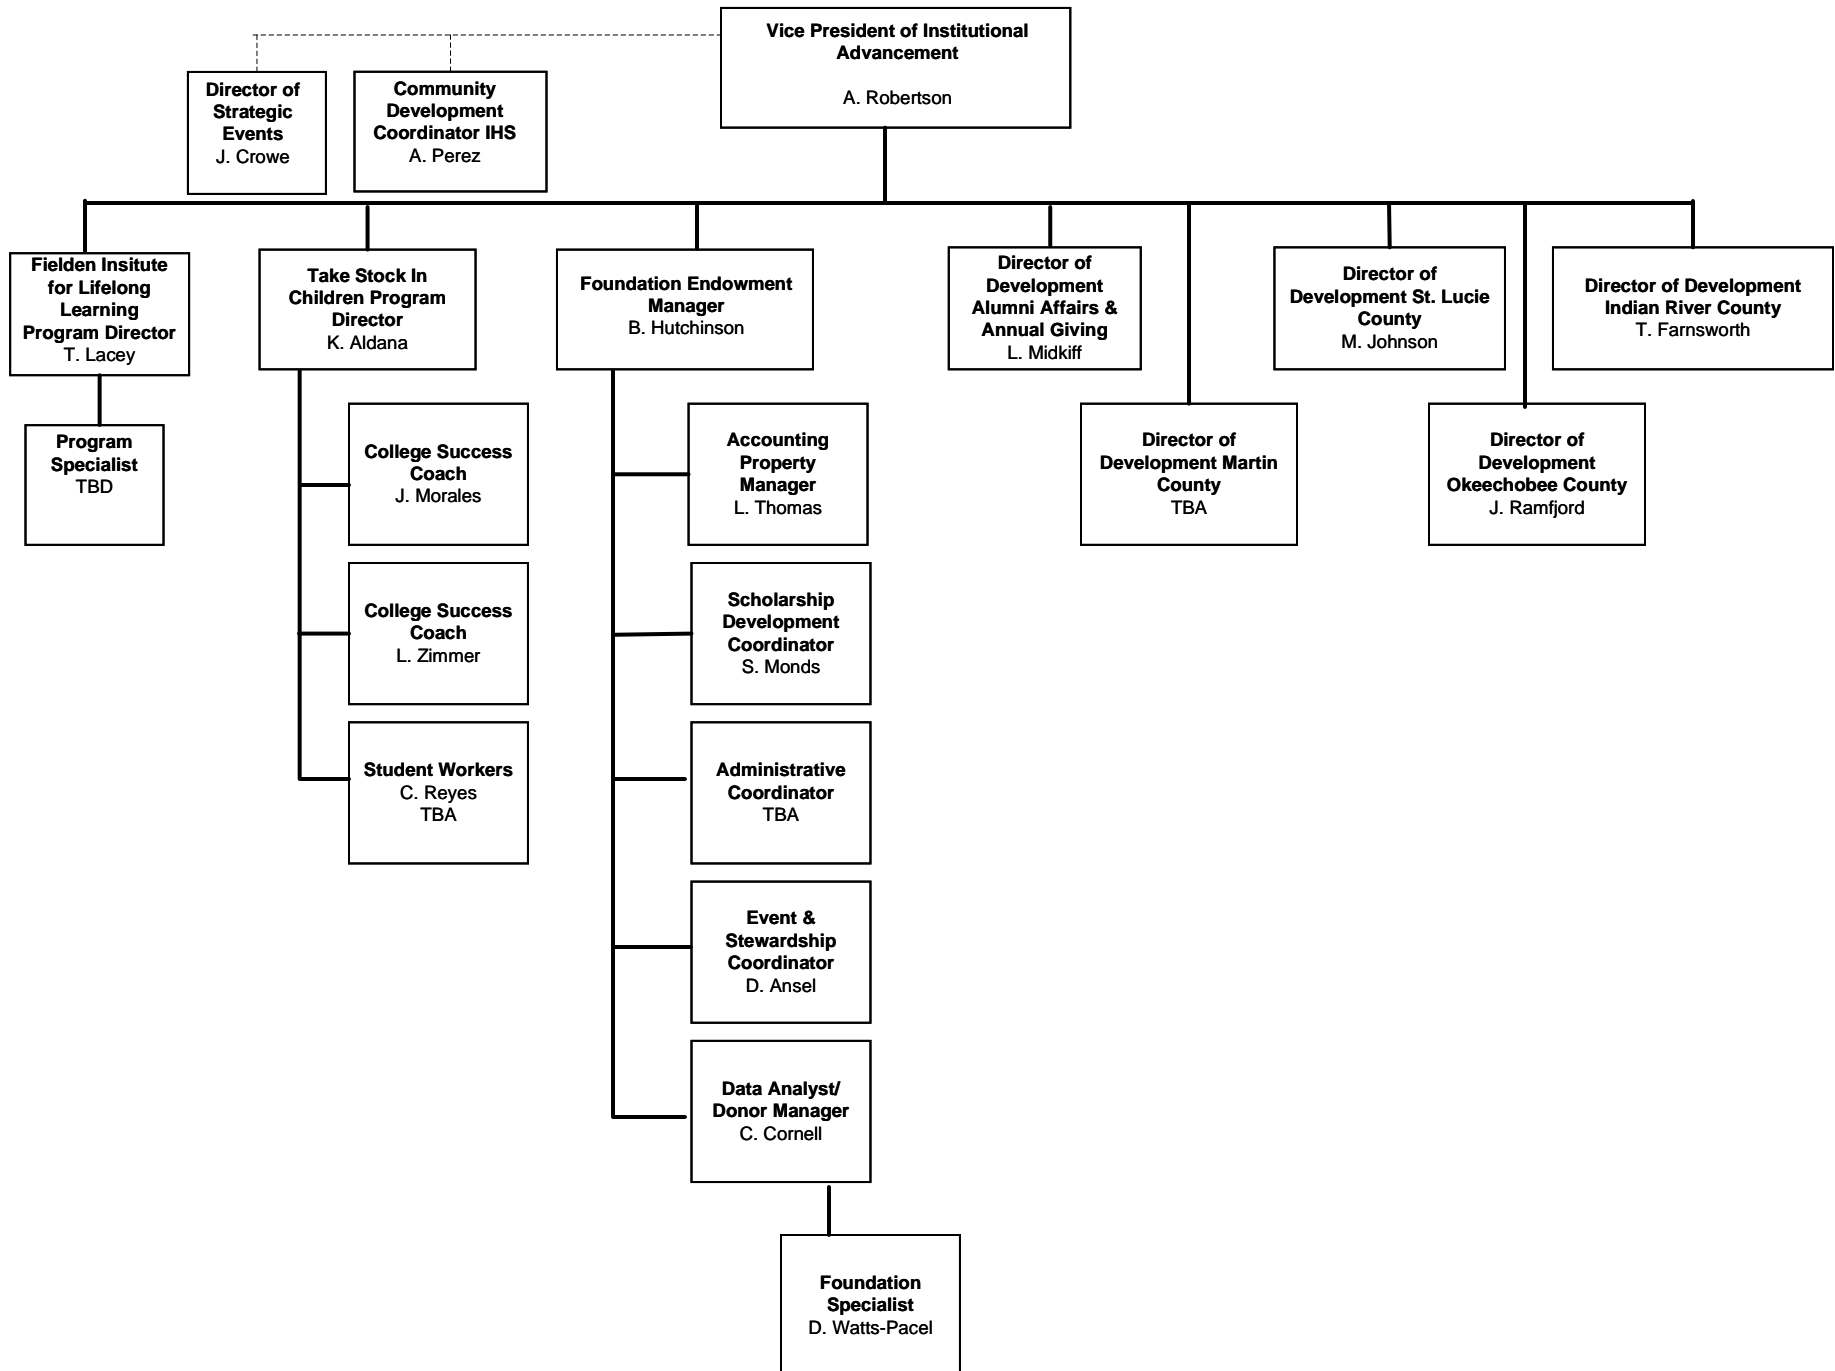 Vice President of Institutional
Advancement
A. Robertson
Director of
Strategic
Events
J. Crowe
Community
Development
Coordinator IHS
A. Perez
Fielden Insitute
for Lifelong
Learning
Program Director
T. Lacey
Take Stock In
Children Program
Director
K. Aldana
Foundation Endowment
Manager
B. Hutchinson
Director of
Development
Alumni Affairs &
Annual Giving
L. Midkiff
Director of
Development St. Lucie
County
M. Johnson
Director of Development
Indian River County
T. Farnsworth
Program
Specialist
TBD
College Success
Coach
J. Morales
Accounting
Property
Manager
L. Thomas
Director of
Development Martin
County
TBA
Director of
Development
Okeechobee County
J. Ramfjord
College Success
Coach
L. Zimmer
Scholarship
Development
Coordinator
S. Monds
Student Workers
C. Reyes
TBA
Administrative
Coordinator
TBA
Event &
Stewardship
Coordinator
D. Ansel
Data Analyst/
Donor Manager
C. Cornell
Foundation
Specialist
D. Watts-Pacel